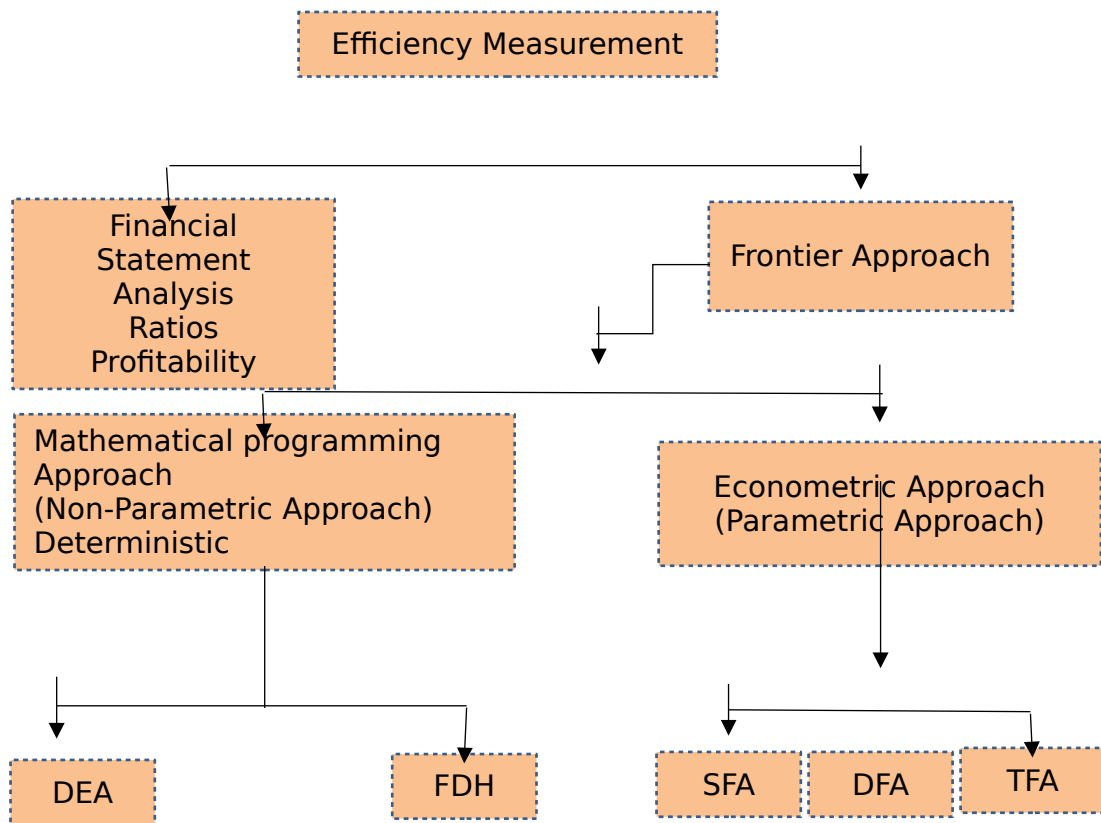 Efficiency Measurement
Financial
Statement
Analysis
Ratios
Profitability
Frontier Approach
Mathematical programming
Approach
(Non-Parametric Approach)
Deterministic
Econometric Approach
(Parametric Approach)
DEA
FDH
SFA
DFA
TFA